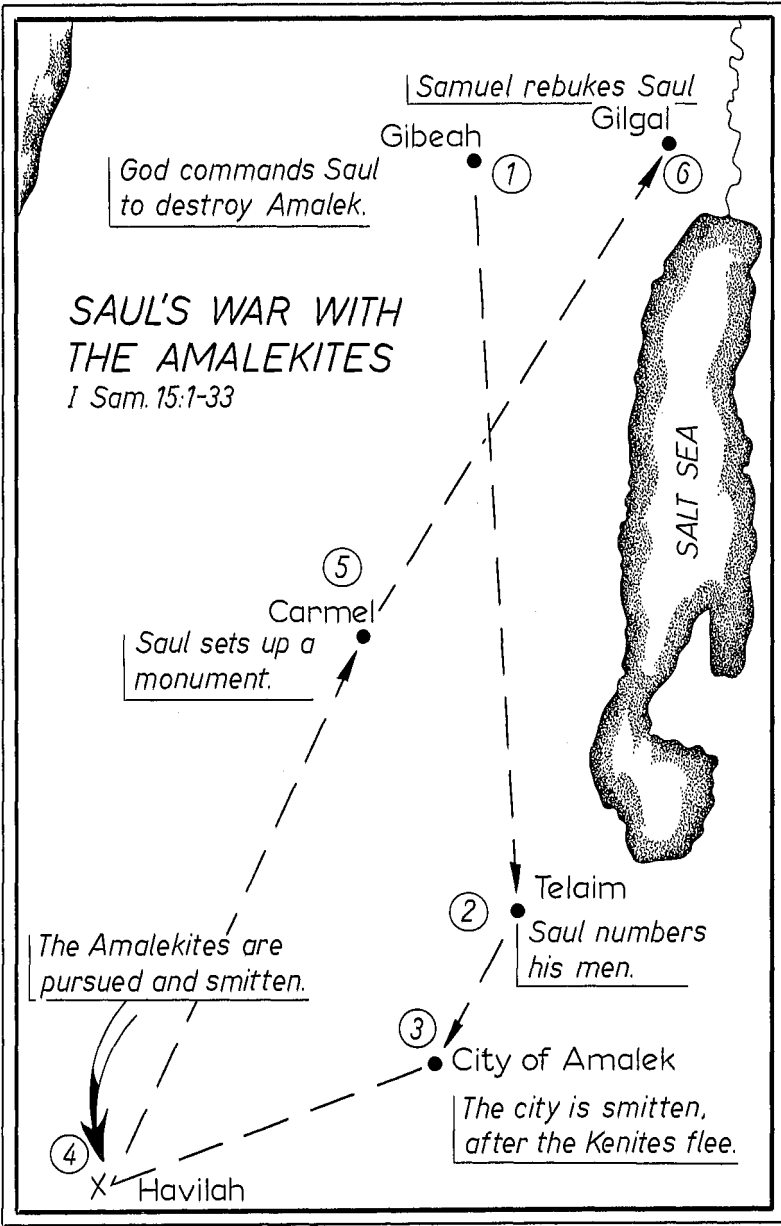 Samuel rebukes Saul
Gilgal
6
Gibeah
1
God commands Saul
to destroy Amalek.
SAUL'S WAR WITH
THE AMALEKITES
I Sam. 15:1-33
SALT SEA
5
Carmel
Saul sets up a
monument.
Telaim
2
Saul numbers
his men.
The Amalekites are
pursued and smitten.
3
City of Amalek
The city is smitten,
after the Kenites flee.
4
X Havilah